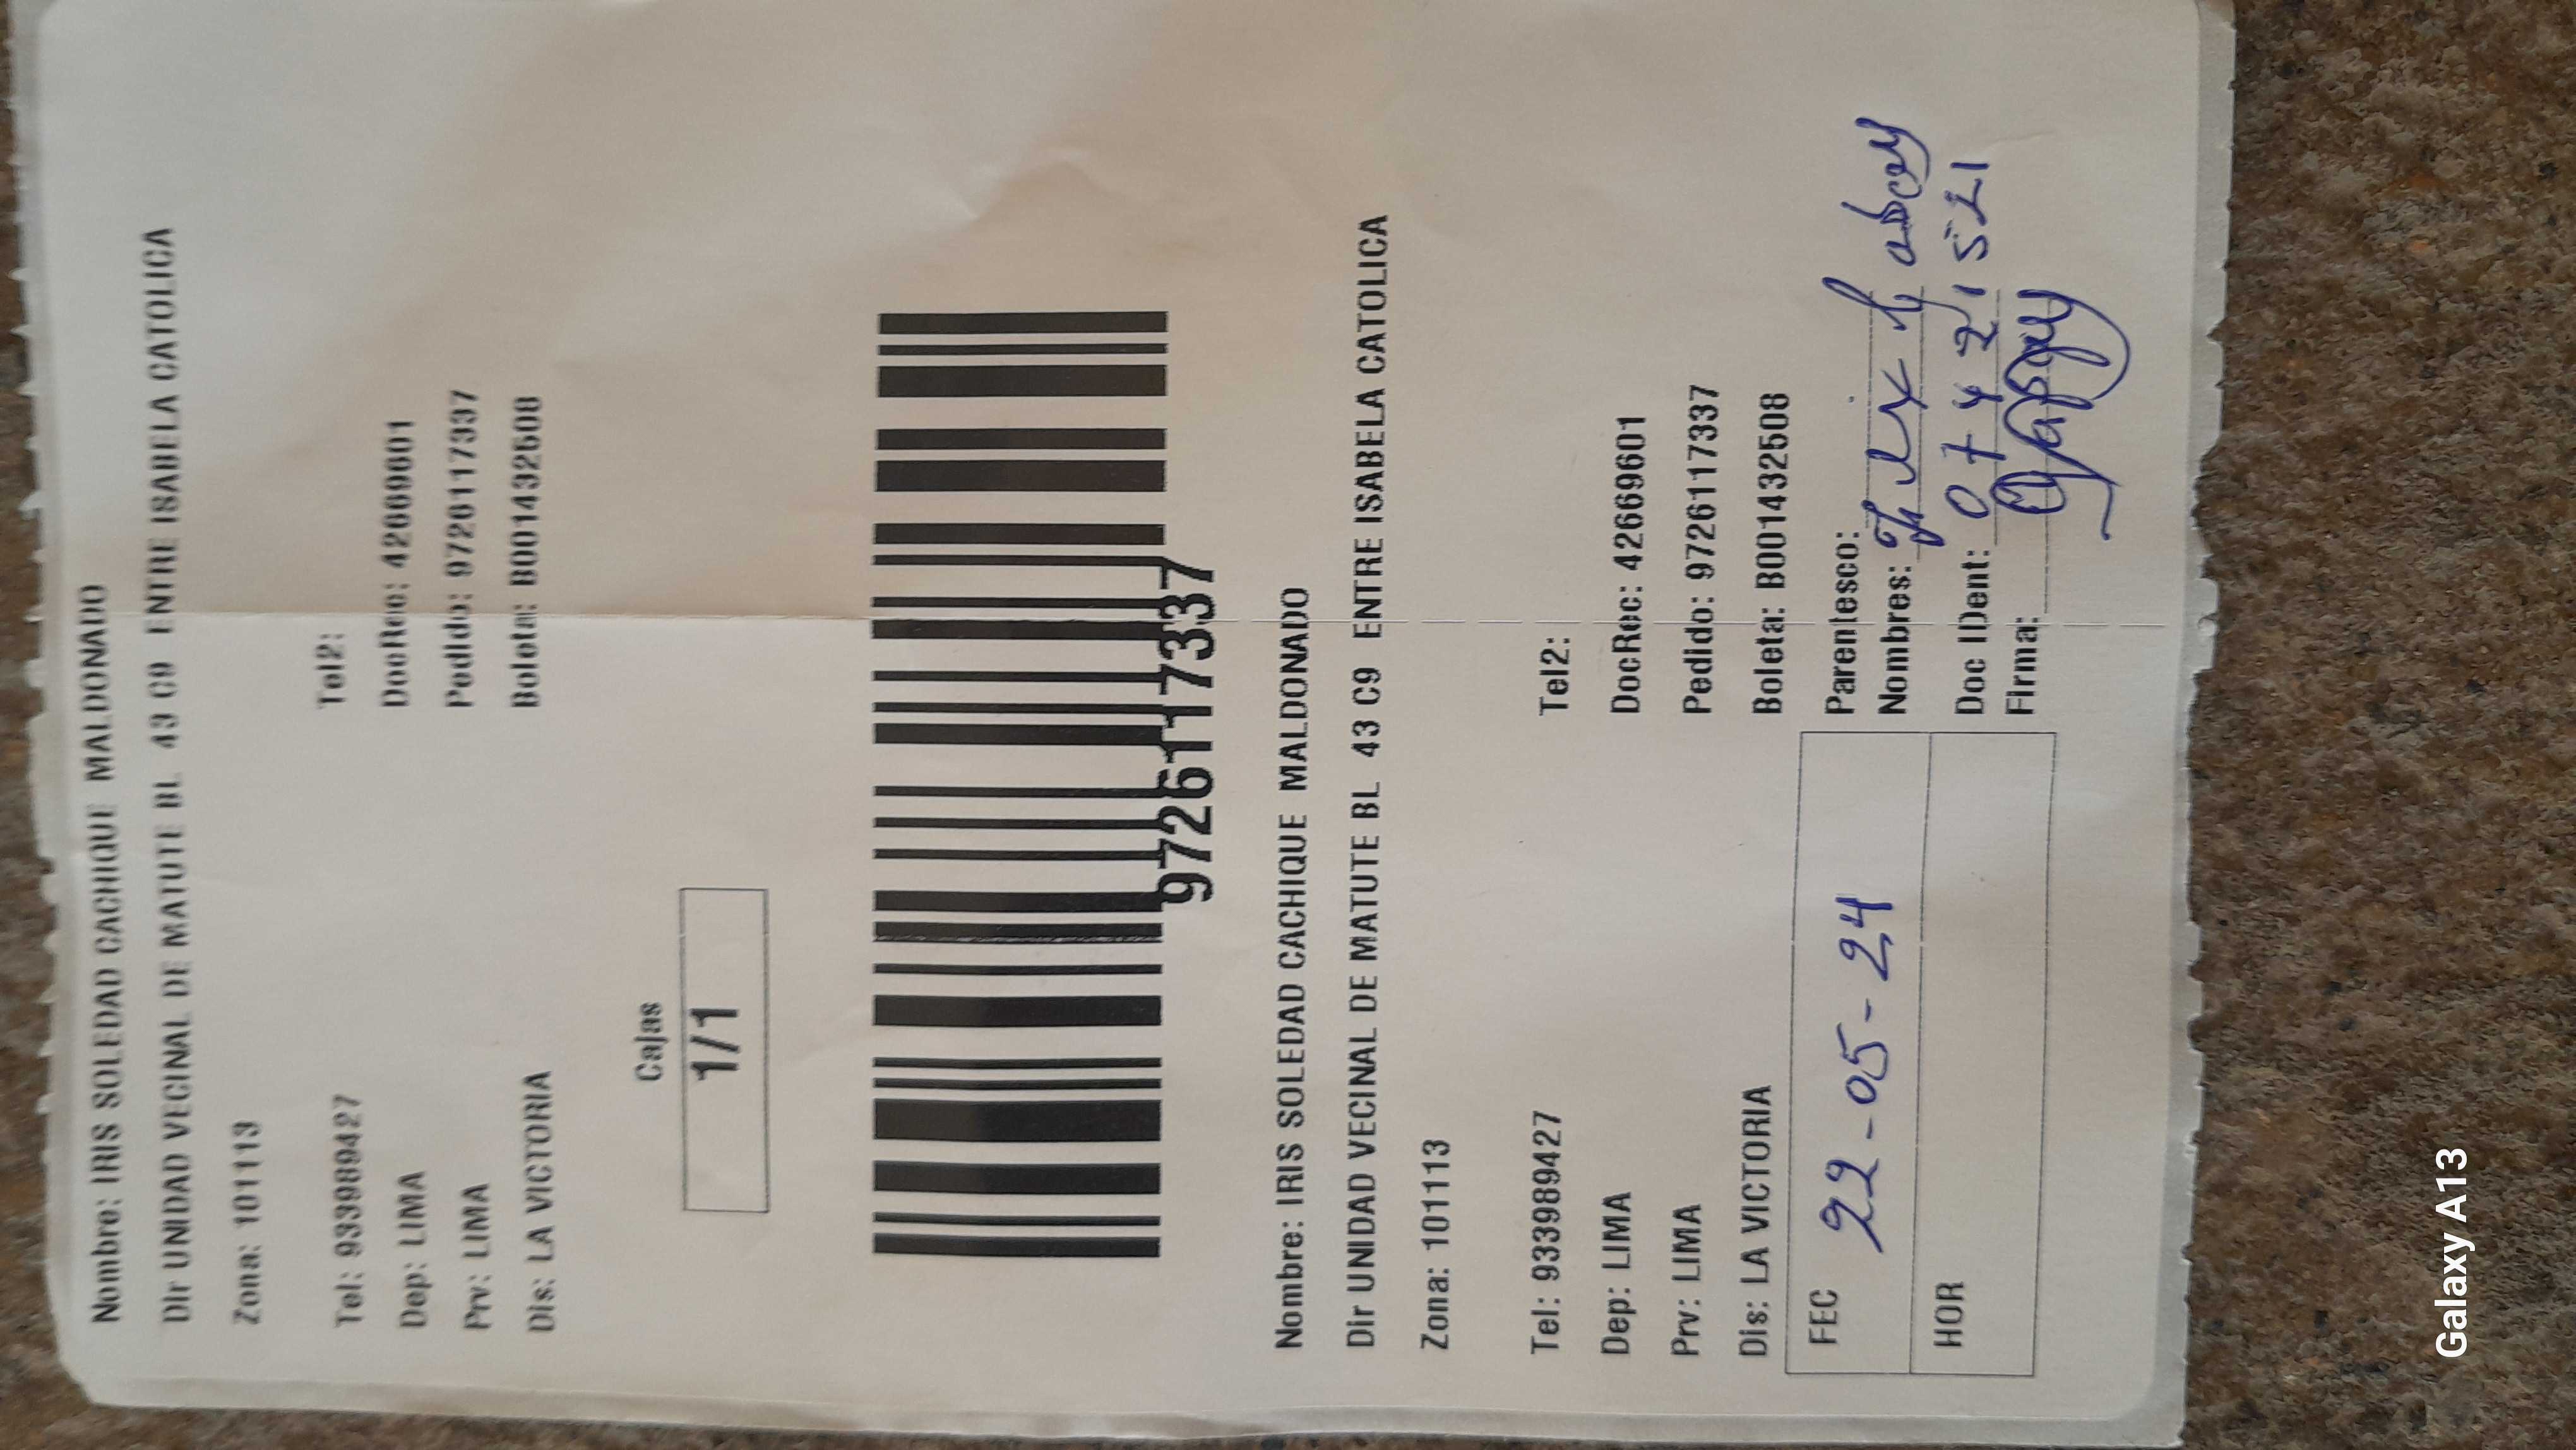 Nombre: IRIS SOLEDAD CACHIQUE MALDONADO
Dir UNIDAD VECINAL DE MATUTE BL 43 C9 ENTRE ISABELA CATOLICA
Zona: 101113
Tel: 933989427 Tel2:
Dep: LIMA DocRec: 42669601
Prv: LIMA Pedido: 9726117337
Dis: LA VICTORIA Boleta: B001432508
Cajas
1/1
9726117337
Nombre: IRIS SOLEDAD CACHIQUE MALDONADO
Dir UNIDAD VECINAL DE MATUTE BL 43 C9 ENTRE ISABELA CATOLICA
Zona: 101113
Tel: 933989427 Tel2:
Dep: LIMA DocRec: 42669601
Prv: LIMA Pedido: 9726117337
Dis: LA VICTORIA Boleta: B001432508
FEC 22-05-24 Parentesco:
Nombres:
HOR Doc IDent: 07421521
Firma:
Galaxy A13